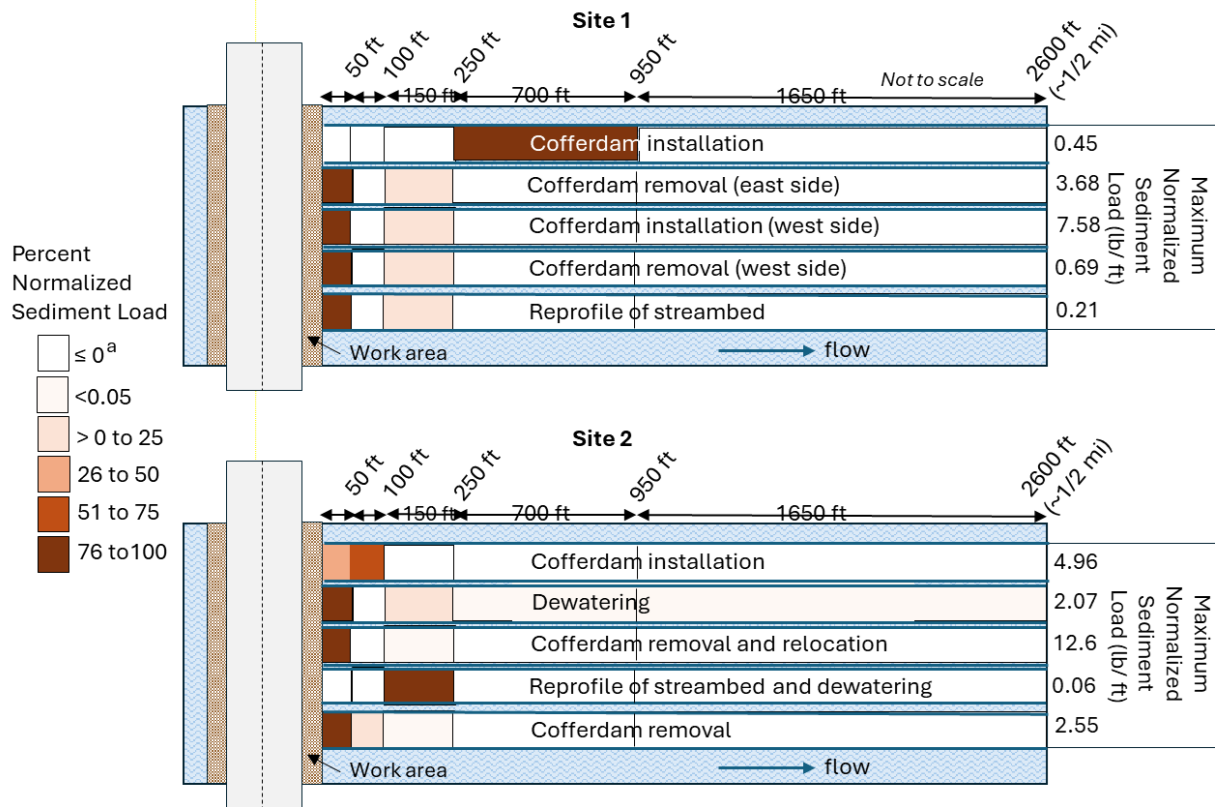 Site 1
50 ft
100 ft
250 ft
950 ft
2600 ft
(~1/2 mi)
Not to scale
150 ft
700 ft
1650 ft
Cofferdam installation
0.45
Cofferdam removal (east side)
3.68
Cofferdam installation (west side)
7.58
Cofferdam removal (west side)
0.69
Reprofile of streambed
0.21
Maximum
Normalized
Sediment
Load (lb/ ft)
Work area
flow
Percent
Normalized
Sediment Load
≤ 0a
<0.05
> 0 to 25
26 to 50
51 to 75
76 to100
Site 2
50 ft
100 ft
250 ft
950 ft
2600 ft
(~1/2 mi)
150 ft
700 ft
1650 ft
Cofferdam installation
4.96
Dewatering
2.07
Cofferdam removal and relocation
12.6
Reprofile of streambed and dewatering
0.06
Cofferdam removal
2.55
Maximum
Normalized
Sediment
Load (lb/ ft)
Work area
flow